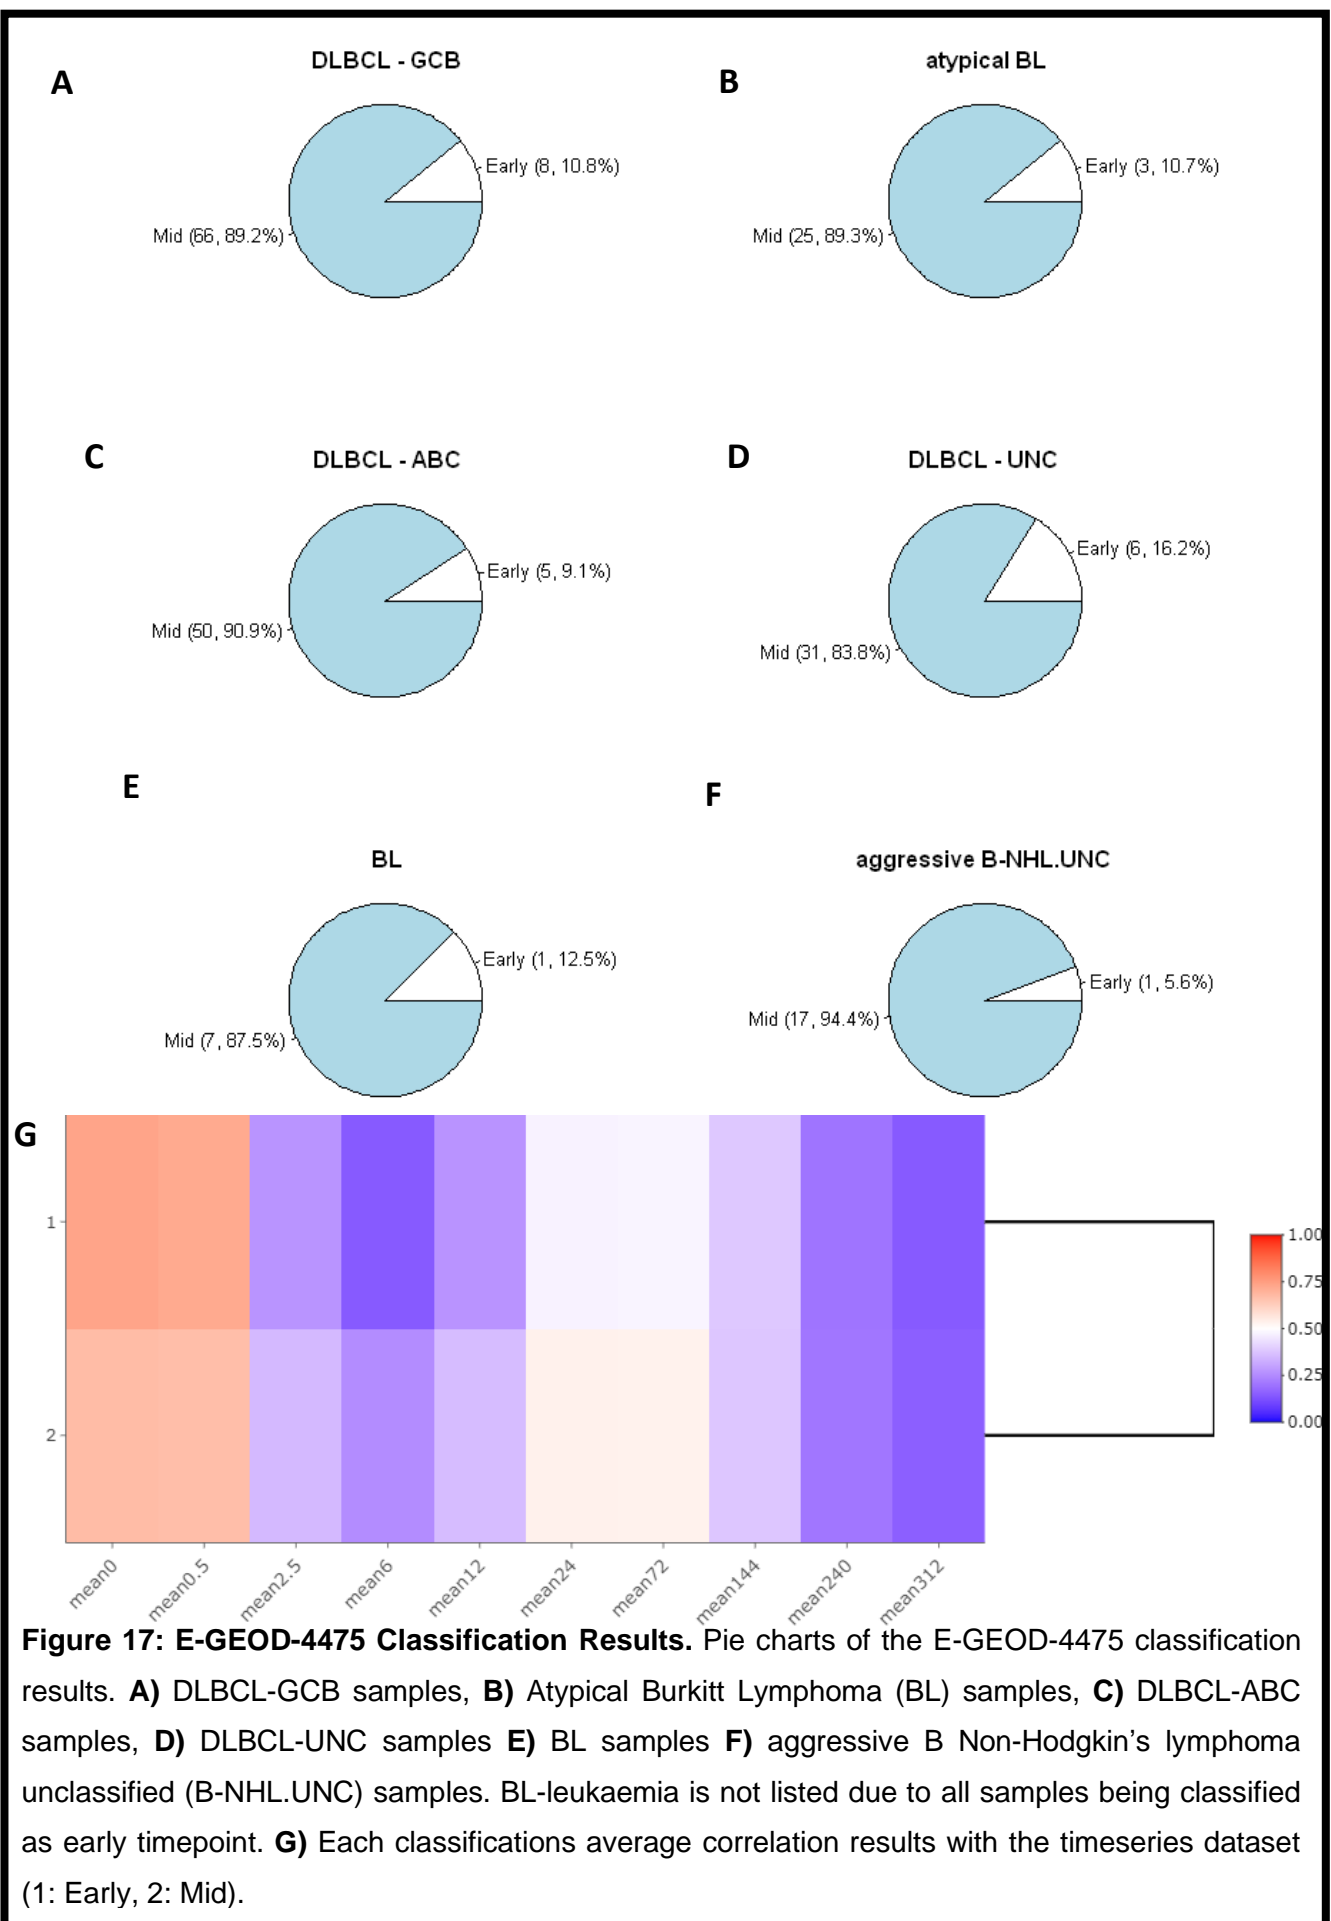 A
DLBCL - GCB
Early (8, 10.8%)
Mid (66, 89.2%)
B
atypical BL
Early (3, 10.7%)
Mid (25, 89.3%)
C
DLBCL - ABC
Early (5, 9.1%)
Mid (50, 90.9%)
D
DLBCL - UNC
Early (6, 16.2%)
Mid (31, 83.8%)
E
BL
Early (1, 12.5%)
Mid (7, 87.5%)
F
aggressive B-NHL.UNC
Early (1, 5.6%)
Mid (17, 94.4%)
G
1
2
mean0
mean0.5
mean2.5
mean6
mean12
mean24
mean72
mean144
mean240
mean312
1.00
0.75
0.50
0.25
0.00
Figure 17: E-GEOD-4475 Classification Results. Pie charts of the E-GEOD-4475 classification
results. A) DLBCL-GCB samples, B) Atypical Burkitt Lymphoma (BL) samples, C) DLBCL-ABC
samples, D) DLBCL-UNC samples E) BL samples F) aggressive B Non-Hodgkin's lymphoma
unclassified (B-NHL.UNC) samples. BL-leukaemia is not listed due to all samples being classified
as early timepoint. G) Each classifications average correlation results with the timeseries dataset
(1: Early, 2: Mid).